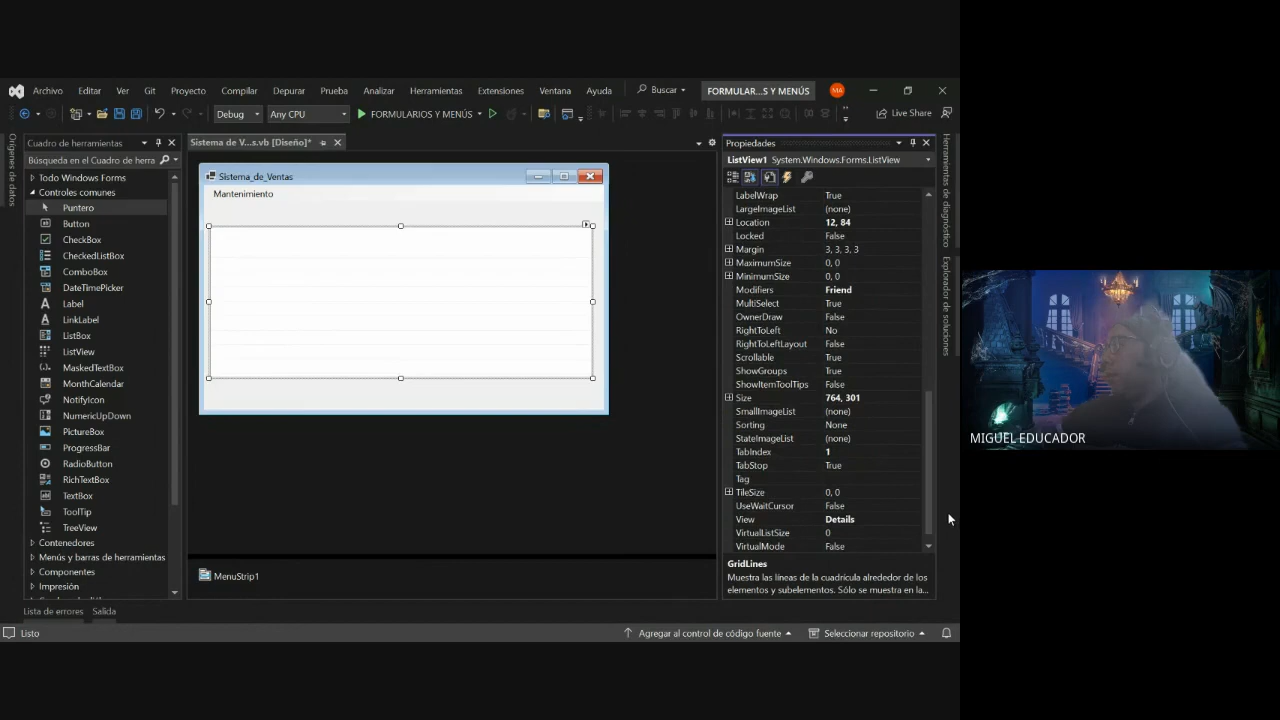 Archivo Editar Ver Git Proyecto Compilar Depurar Prueba Analizar Herramientas Extensiones Ventana Ayuda Buscar FORMULAR...S Y MENÚS MA
Debug Any CPU FORMULARIOS Y MENÚS Live Share
Orígenes de datos
Cuadro de herramientas
Búsqueda en el Cuadro de herra
Todo Windows Forms
Controles comunes
Puntero
Button
CheckBox
CheckedListBox
ComboBox
DateTimePicker
Label
LinkLabel
ListBox
ListView
MaskedTextBox
MonthCalendar
NotifyIcon
NumericUpDown
PictureBox
ProgressBar
RadioButton
RichTextBox
TextBox
ToolTip
TreeView
Contenedores
Menús y barras de herramientas
Componentes
Impresión
Sistema de V...s.vb [Diseño]*
Sistema_de_Ventas
Mantenimiento
MenuStrip1
Propiedades
ListView1 System.Windows.Forms.ListView
LabelWrap True
LargeImageList (none)
Location 12, 84
Locked False
Margin 3, 3, 3, 3
MaximumSize 0, 0
MinimumSize 0, 0
Modifiers Friend
MultiSelect True
OwnerDraw False
RightToLeft No
RightToLeftLayout False
Scrollable True
ShowGroups True
ShowItemToolTips False
Size 764, 301
SmallImageList (none)
Sorting None
StateImageList (none)
TabIndex 1
TabStop True
Tag
TileSize 0, 0
UseWaitCursor False
View Details
VirtualListSize 0
VirtualMode False
GridLines
Muestra las líneas de la cuadrícula alrededor de los
elementos y subelementos. Sólo se muestra en la...
Herramientas de diagnóstico
Explorador de soluciones
Lista de errores Salida
Listo Agregar al control de código fuente Seleccionar repositorio
MIGUEL EDUCADOR